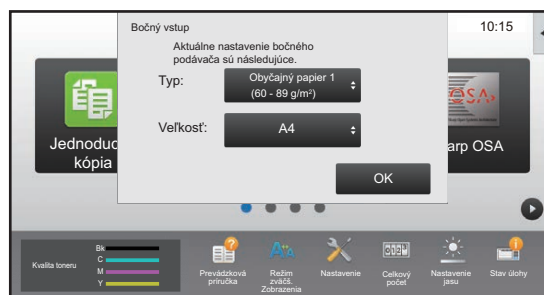 Bočný vstup
10:15
Aktuálne nastavenie bočného
podávača sú následujúce.
Typ:
Obyčajný papier 1
(60 - 89 g/m²)
Veľkosť:
A4
OK
Jednoduc
kópia
OSA
arp OSA
Kvalita toneru
Bk
C
M
Y
Prevádzková
príručka
Režim
zväčš.
Zobrazenia
Nastavenie
Celkový
počet
Nastavenie
jasu
Stav úlohy